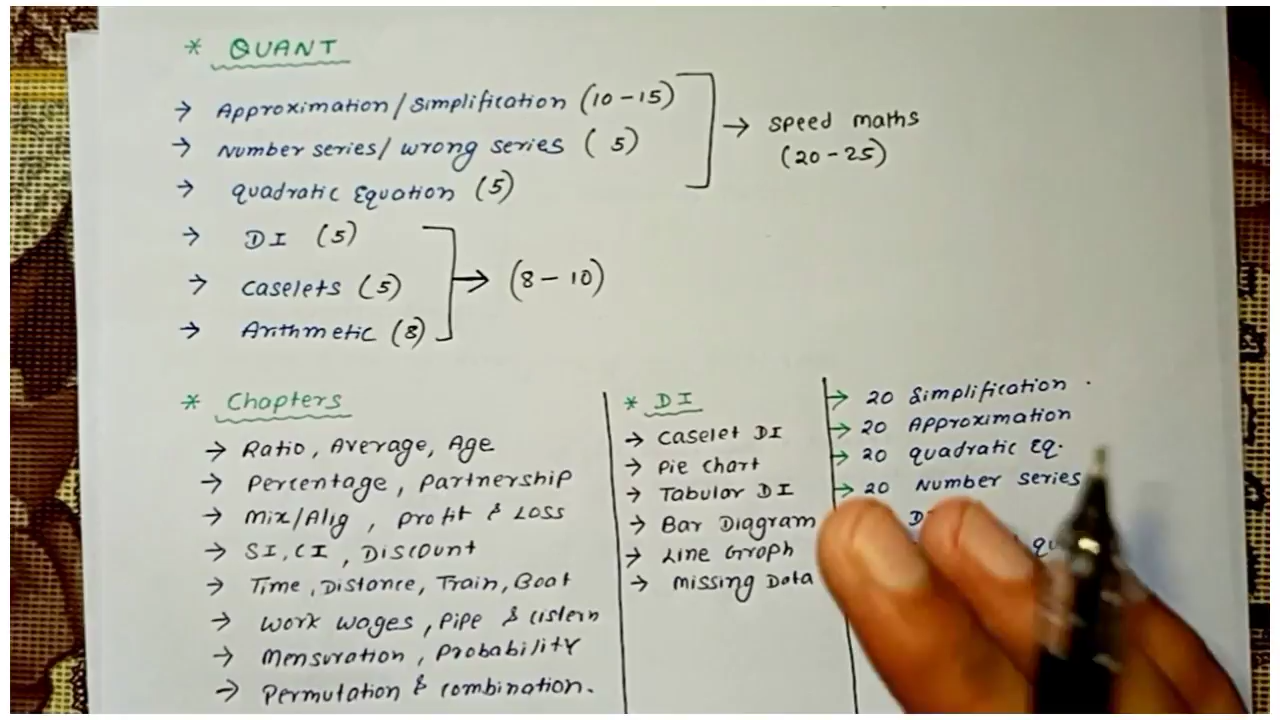 * QUANT
→ Approximation/Simplification (10-15)
→ Number series/ wrong series (5)
→ quadratic Equation (5)
→ speed maths
(20-25)
→ DI (5)
→ Caselets (5)
→ Arithmetic (8)
→ (8-10)
* Chapters
→ Ratio, Average, Age
→ Percentage, Partnership
→ Mix/Alig, Profit & Loss
→ SI, CI, Discount
→ Time, Distance, Train, Boat
→ Work wages, Pipe & cistern
→ Mensuration, Probability
→ Permutation & combination.
* DI
→ Caselet DI
→ Pie Chart
→ Tabular DI
→ Bar Diagram
→ Line Graph
→ Missing Data
→ 20 Simplification
→ 20 Approximation
→ 20 quadratic Eq.
→ 20 Number series